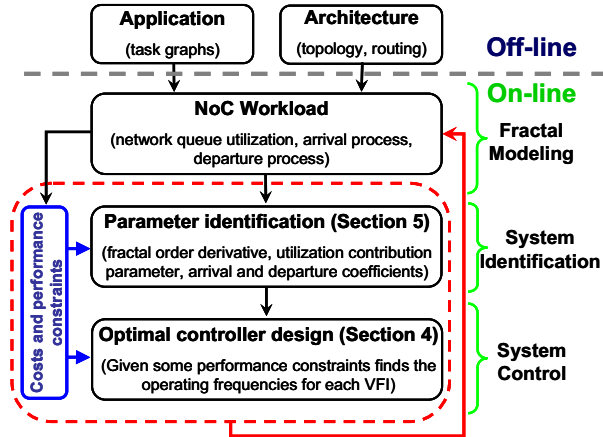 Application
(task graphs)
Architecture
(topology, routing)
Off-line
On-line
NoC Workload
(network queue utilization, arrival process,
departure process)
Fractal
Modeling
Costs and performance
constraints
Parameter identification (Section 5)
(fractal order derivative, utilization contribution
parameter, arrival and departure coefficients)
System
Identification
Optimal controller design (Section 4)
(Given some performance constraints finds the
operating frequencies for each VFI)
System
Control